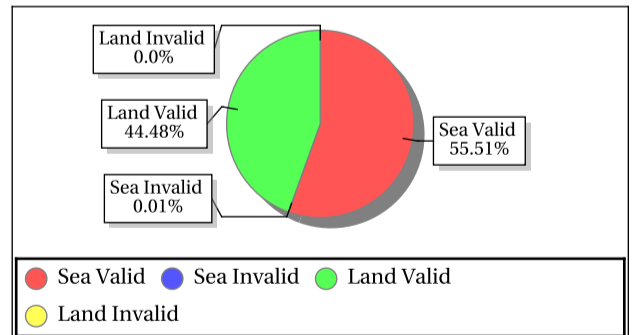 Land Invalid
0.0%
Land Valid
44.48%
Sea Valid
55.51%
Sea Invalid
0.01%
Sea Valid Sea Invalid Land Valid
Land Invalid